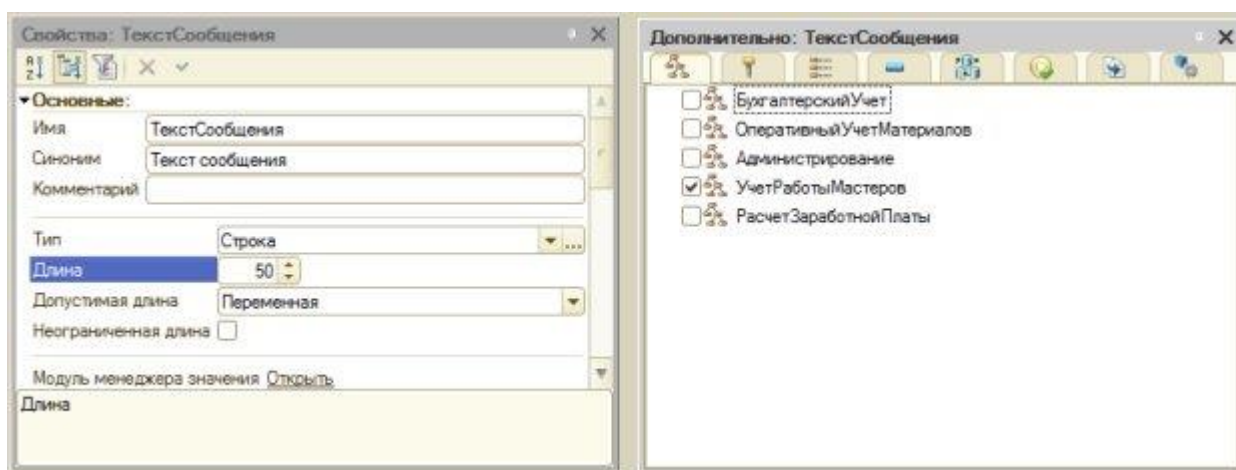 Свойства: ТекстСообщения
Основные:
Имя ТекстСообщения
Синоним Текст сообщения
Комментарий
Тип Строка ...
Длина 50
Допустимая длина Переменная
Неограниченная длина
Модуль менеджера значения Открыть
Длина
Дополнительно: ТекстСообщения
БухгалтерскийУчет
ОперативныйУчетМатериалов
Администрирование
УчетРаботыМастеров
РасчетЗаработнойПлаты